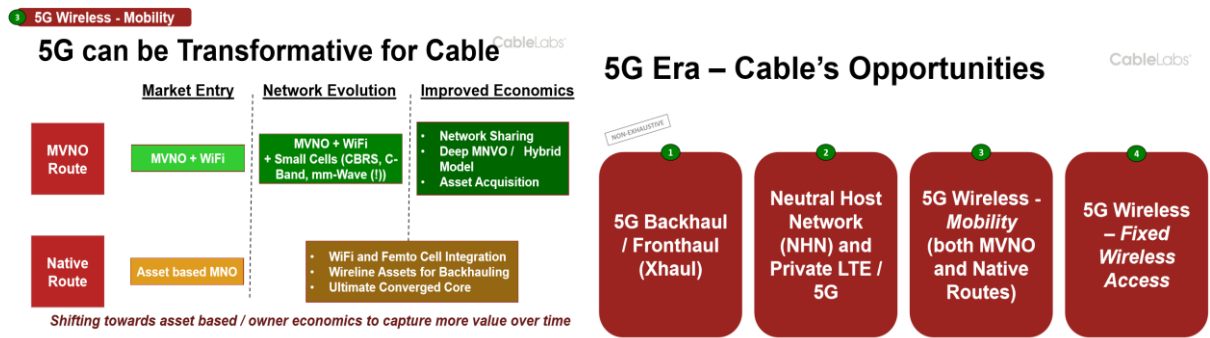 3 5G Wireless - Mobility
5G can be Transformative for Cable
CableLabs®
Market Entry
Network Evolution
Improved Economics
MVNO
Route
MVNO + WiFi
MVNO + WiFi
+ Small Cells (CBRS, C-
Band, mm-Wave (!))
• Network Sharing
• Deep MNVO / Hybrid
Model
• Asset Acquisition
Native
Route
Asset based MNO
• WiFi and Femto Cell Integration
• Wireline Assets for Backhauling
• Ultimate Converged Core
Shifting towards asset based / owner economics to capture more value over time
CableLabs®
5G Era – Cable's Opportunities
NON-EXHAUSTIVE
1
5G Backhaul
/ Fronthaul
(Xhaul)
2
Neutral Host
Network
(NHN) and
Private LTE /
5G
3
5G Wireless -
Mobility
(both MVNO
and Native
Routes)
4
5G Wireless
– Fixed
Wireless
Access